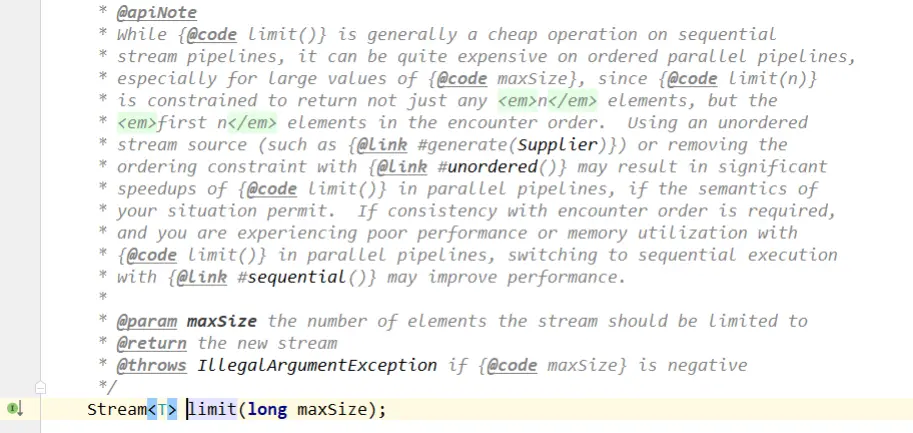 * @apiNote
* While {@code limit()} is generally a cheap operation on sequential
* stream pipelines, it can be quite expensive on ordered parallel pipelines,
* especially for large values of {@code maxSize}, since {@code limit(n)}
* is constrained to return not just any <em>n</em> elements, but the
* <em>first n</em> elements in the encounter order.  Using an unordered
* stream source (such as {@link #generate(Supplier)}) or removing the
* ordering constraint with {@link #unordered()} may result in significant
* speedups of {@code limit()} in parallel pipelines, if the semantics of
* your situation permit.  If consistency with encounter order is required,
* and you are experiencing poor performance or memory utilization with
* {@code limit()} in parallel pipelines, switching to sequential execution
* with {@link #sequential()} may improve performance.
*
* @param maxSize the number of elements the stream should be limited to
* @return the new stream
* @throws IllegalArgumentException if {@code maxSize} is negative
*/
Stream<T> limit(long maxSize);